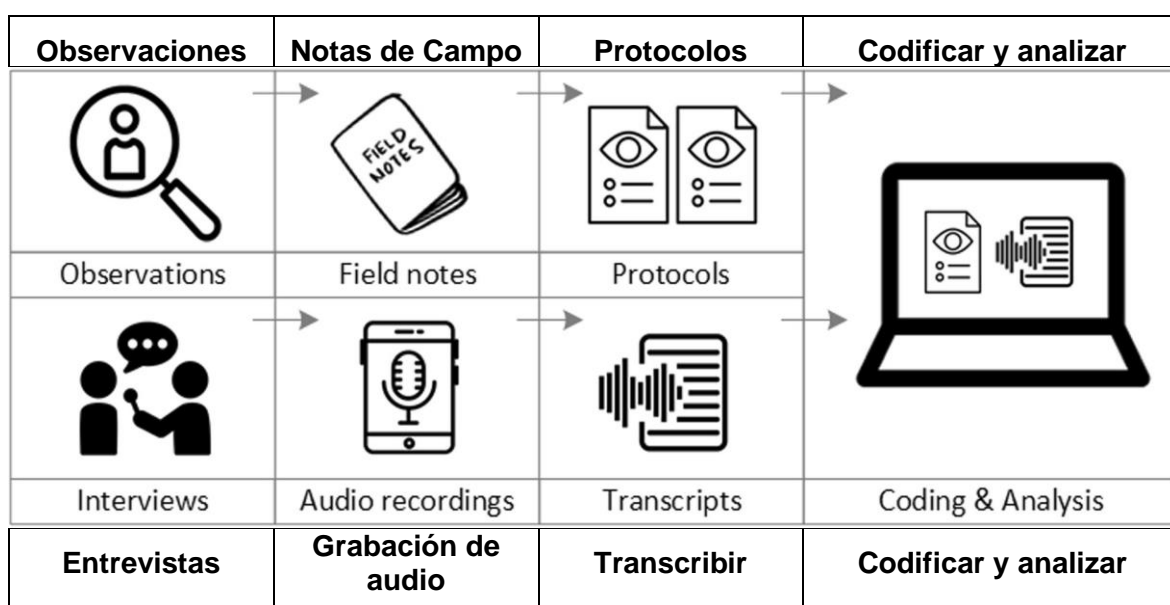 Observaciones
Notas de Campo
Protocolos
Codificar y analizar
FIELD
NOTES
Observations
Field notes
Protocols
Interviews
Audio recordings
Transcripts
Coding & Analysis
Entrevistas
Grabación de
audio
Transcribir
Codificar y analizar